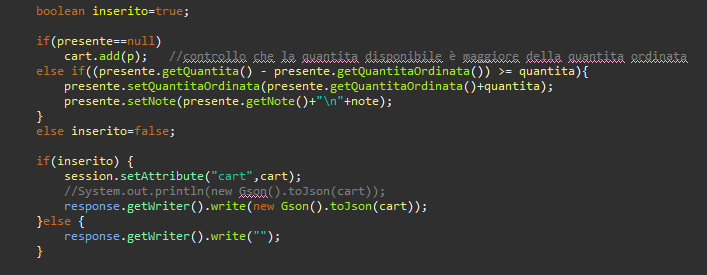 boolean inserito=true;
if(presente==null)
cart.add(p);   //controllo che la quantita disponibile è maggiore della quantita ordinata
else if((presente.getQuantita() - presente.getQuantitaOrdinata()) >= quantita){
presente.setQuantitaOrdinata(presente.getQuantitaOrdinata()+quantita);
presente.setNote(presente.getNote()+"\n"+note);
}
else inserito=false;
if(inserito) {
session.setAttribute("cart",cart);
//System.out.println(new Gson().toJson(cart));
response.getWriter().write(new Gson().toJson(cart));
}else {
response.getWriter().write("");
}